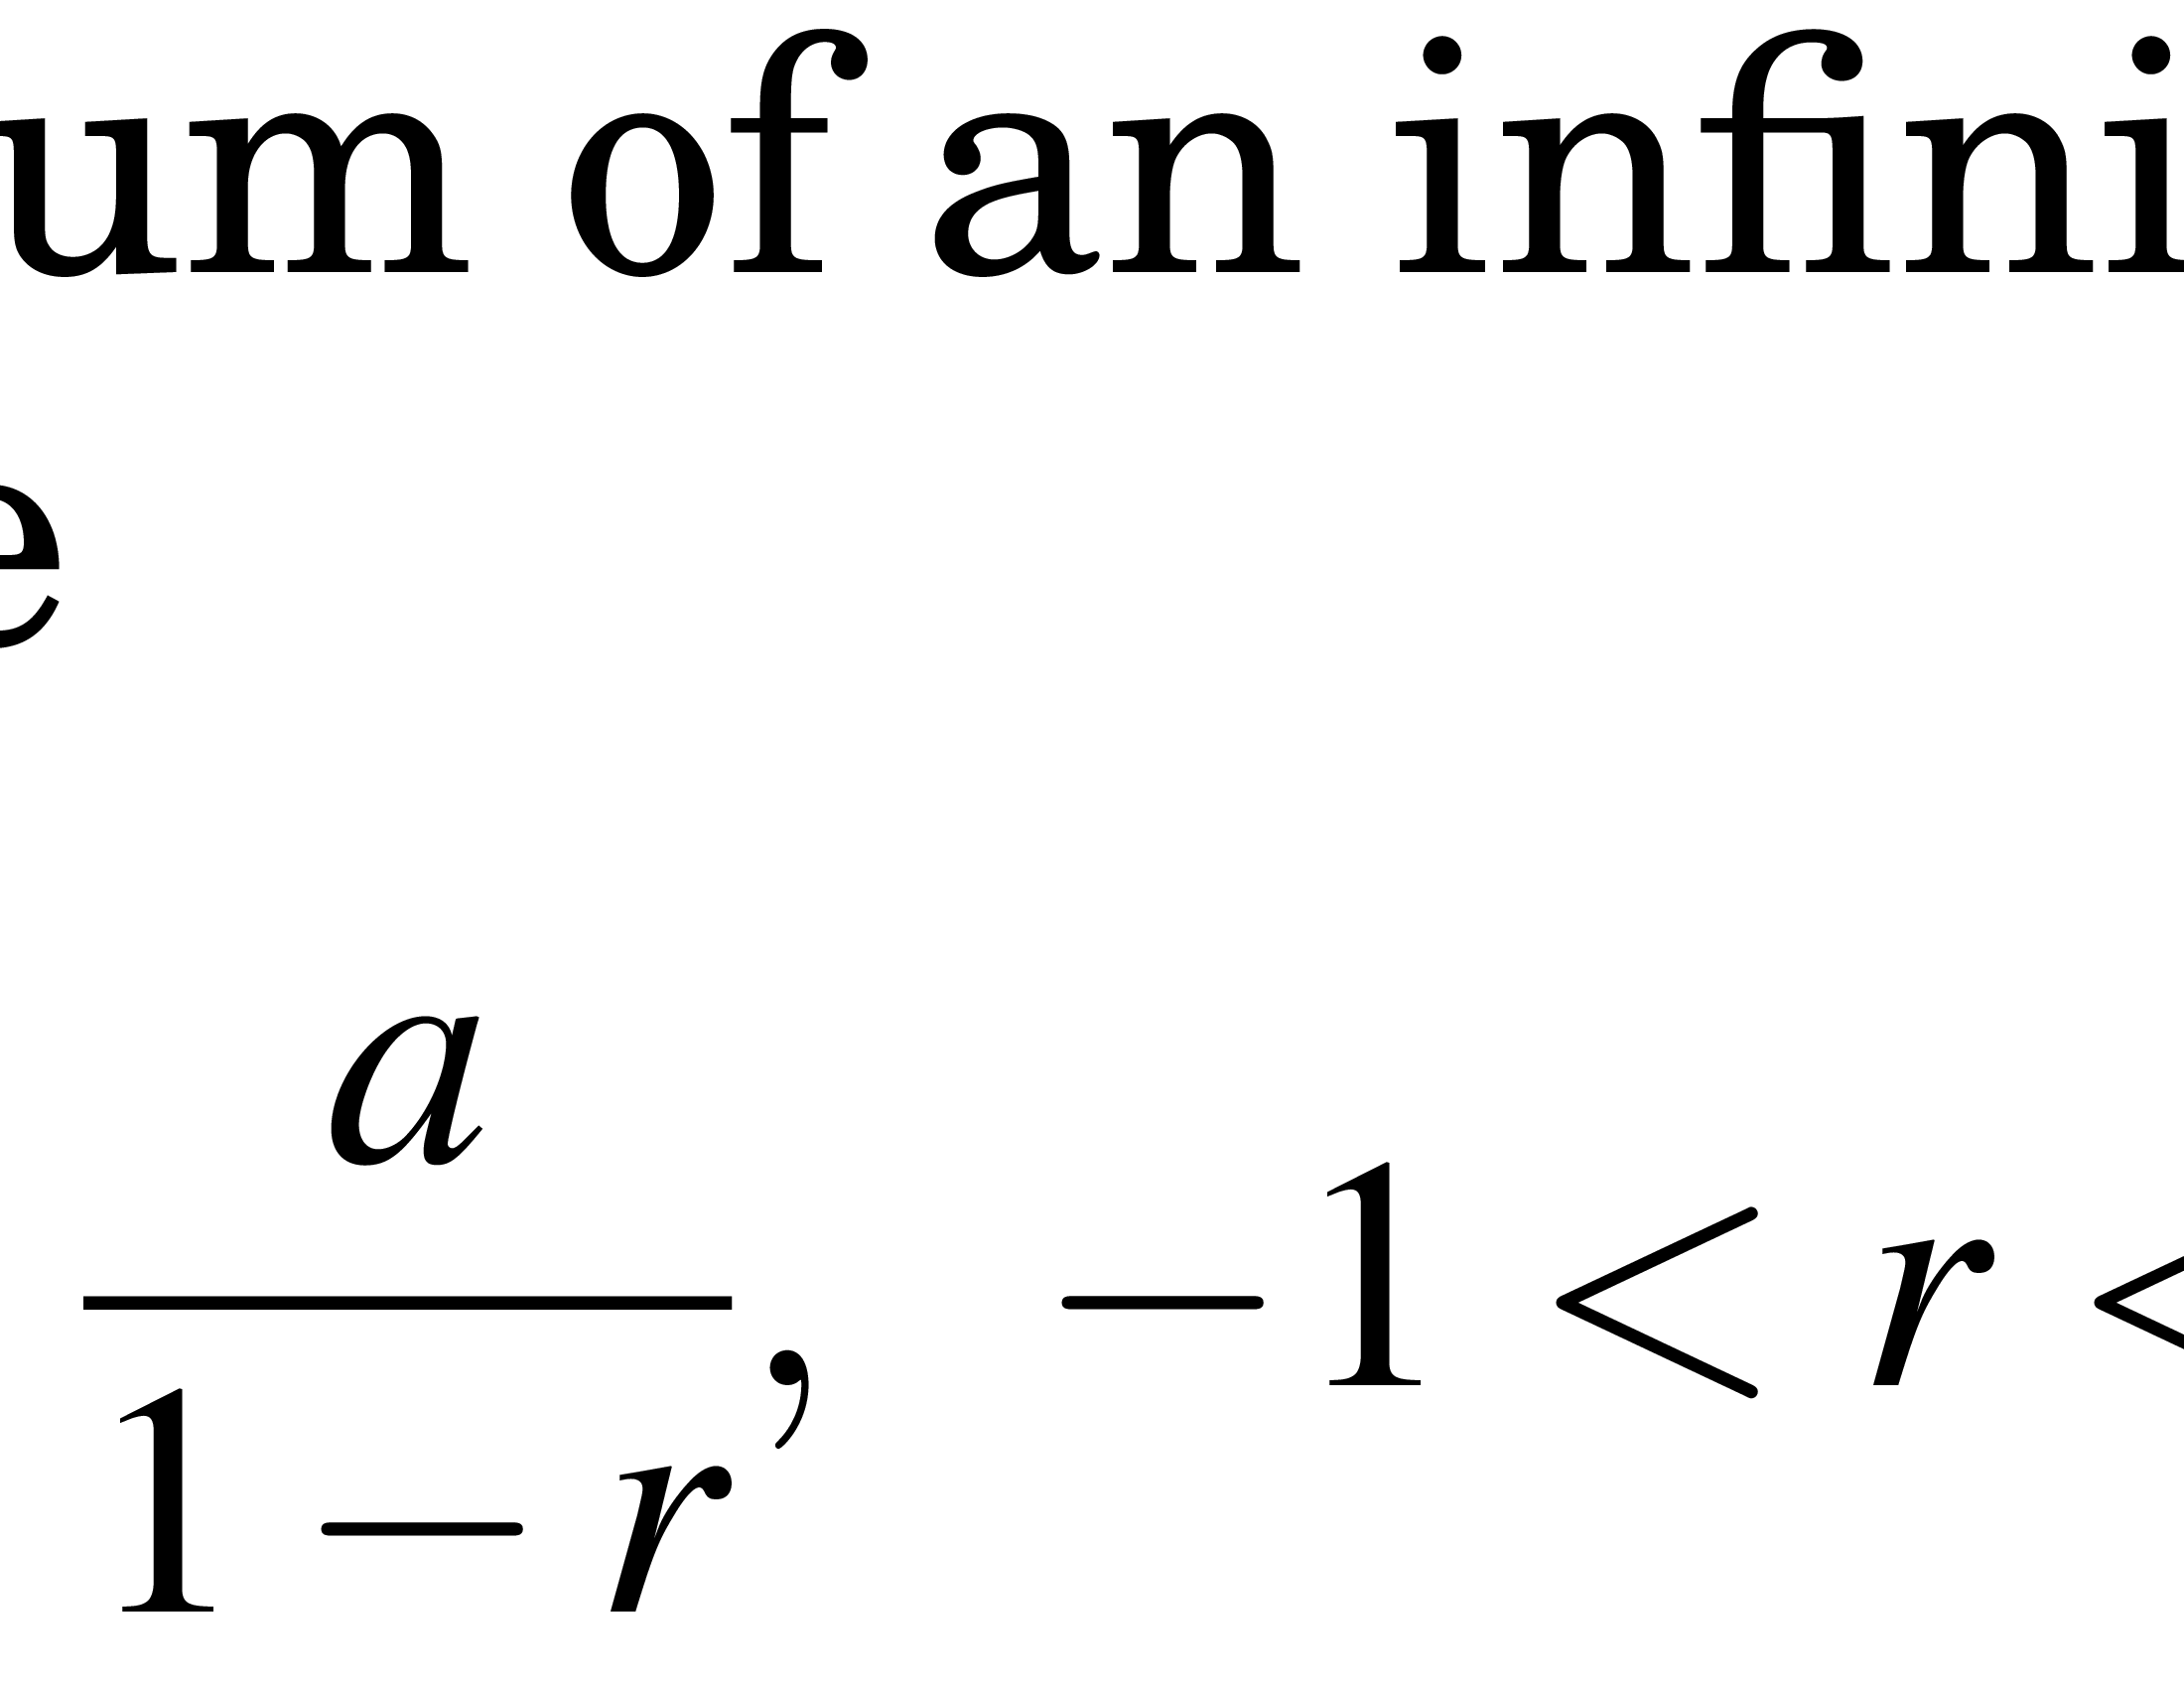 um of an infini
e
a
1 − r , −1 < r <